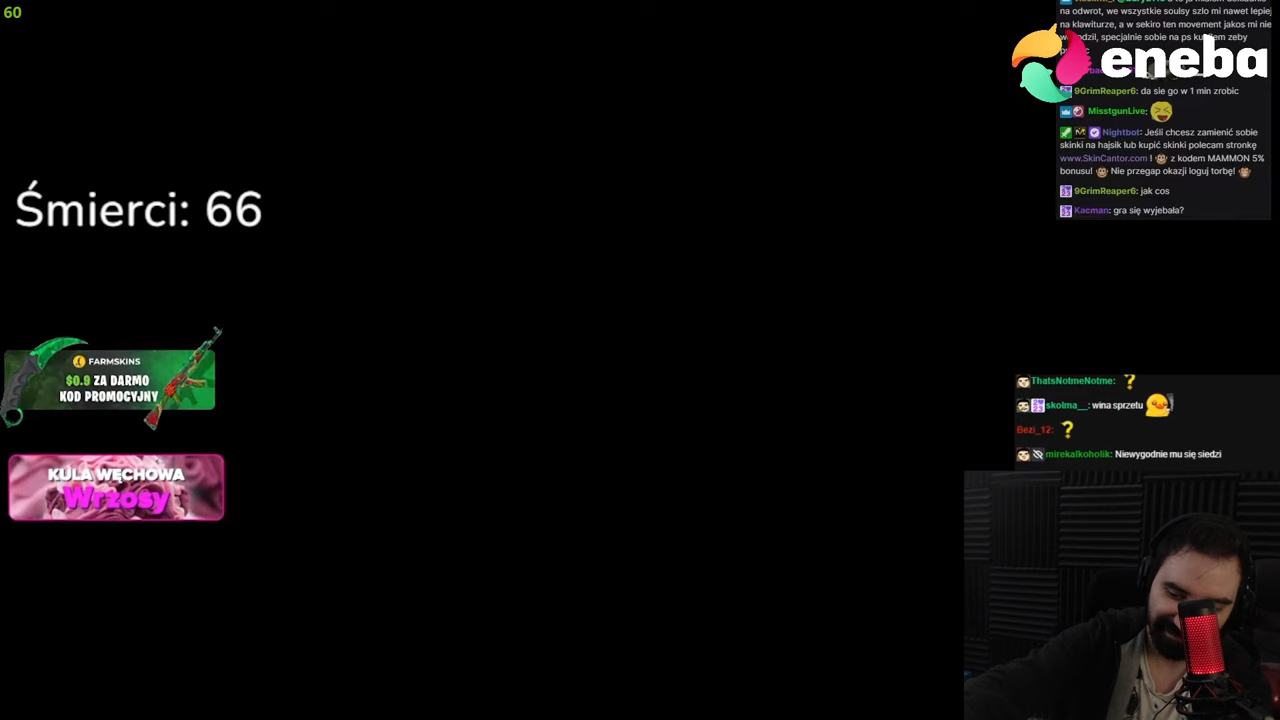 60
na odwrot, we wszystkie soulsy szlo mi nawet lepiej
na klawiturze, a w sekiro ten movement jakos mi nie
specjalnie sobie na ps zeby
eneba
9GrimReaper6: da sie go w 1 min zrobic
MisstgunLive:
Nightbot: Jeśli chcesz zamienić sobie
skinki na hajsik lub kupić skinki polecam stronkę
www.SkinCantor.com ! z kodem MAMMON 5%
bonusu! Nie przegap okazji loguj torbę!
9GrimReaper6: jak cos
Kacman: gra się wyjebała?
Śmierci: 66
FARMSKINS
$0.9 ZA DARMO
KOD PROMOCYJNY
KULA WĘCHOWA
Wrzosy
ThatsNotmeNotme: ?
skolma__: wina sprzetu
Bezi_12: ?
mirekalkoholik: Niewygodnie mu się siedzi